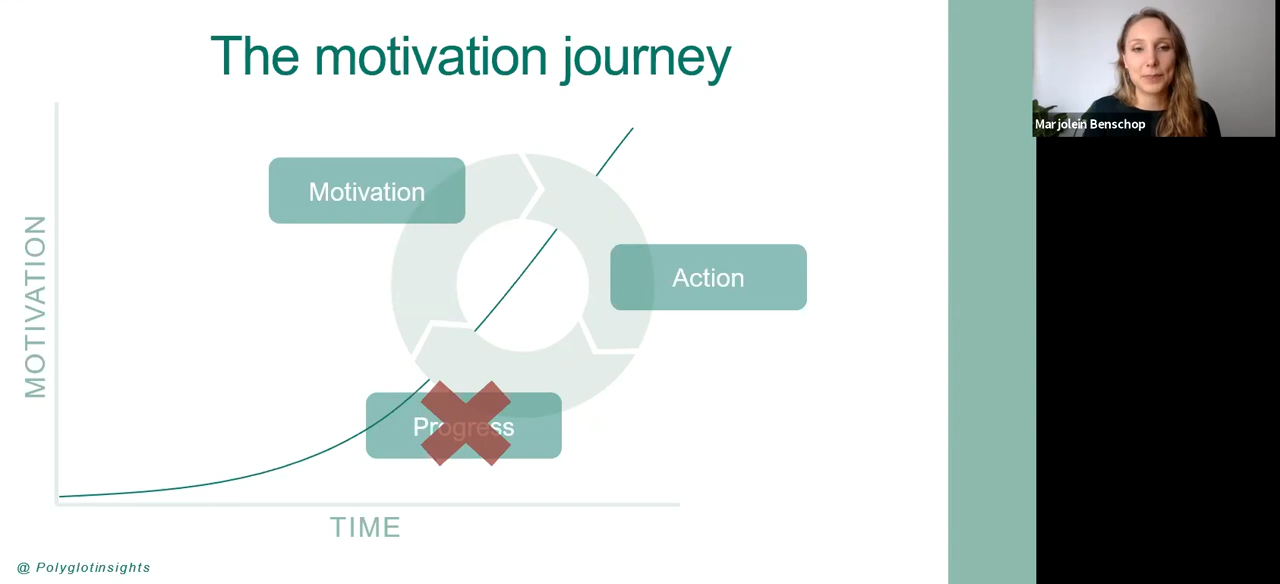 The motivation journey
Marjolein Benschop
Motivation
Action
MOTIVATION
Progress
TIME
@ Polyglotinsights